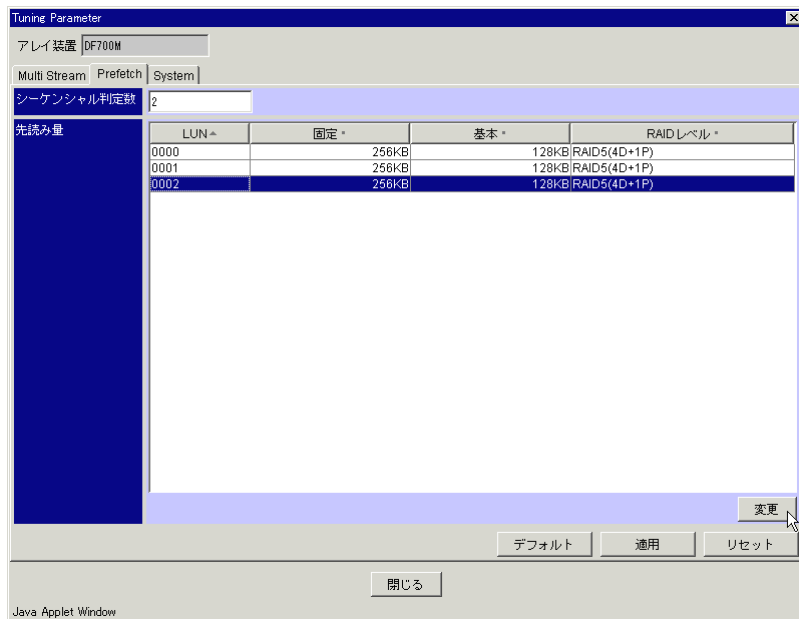 Tuning Parameter
アレイ装置 DF700M
Multi Stream Prefetch System
シーケンシャル判定数 2
先読み量
LUN 固定 基本 RAIDレベル
0000 256KB 128KB RAID5(4D+1P)
0001 256KB 128KB RAID5(4D+1P)
0002 256KB 128KB RAID5(4D+1P)
変更
デフォルト 適用 リセット
閉じる
Java Applet Window